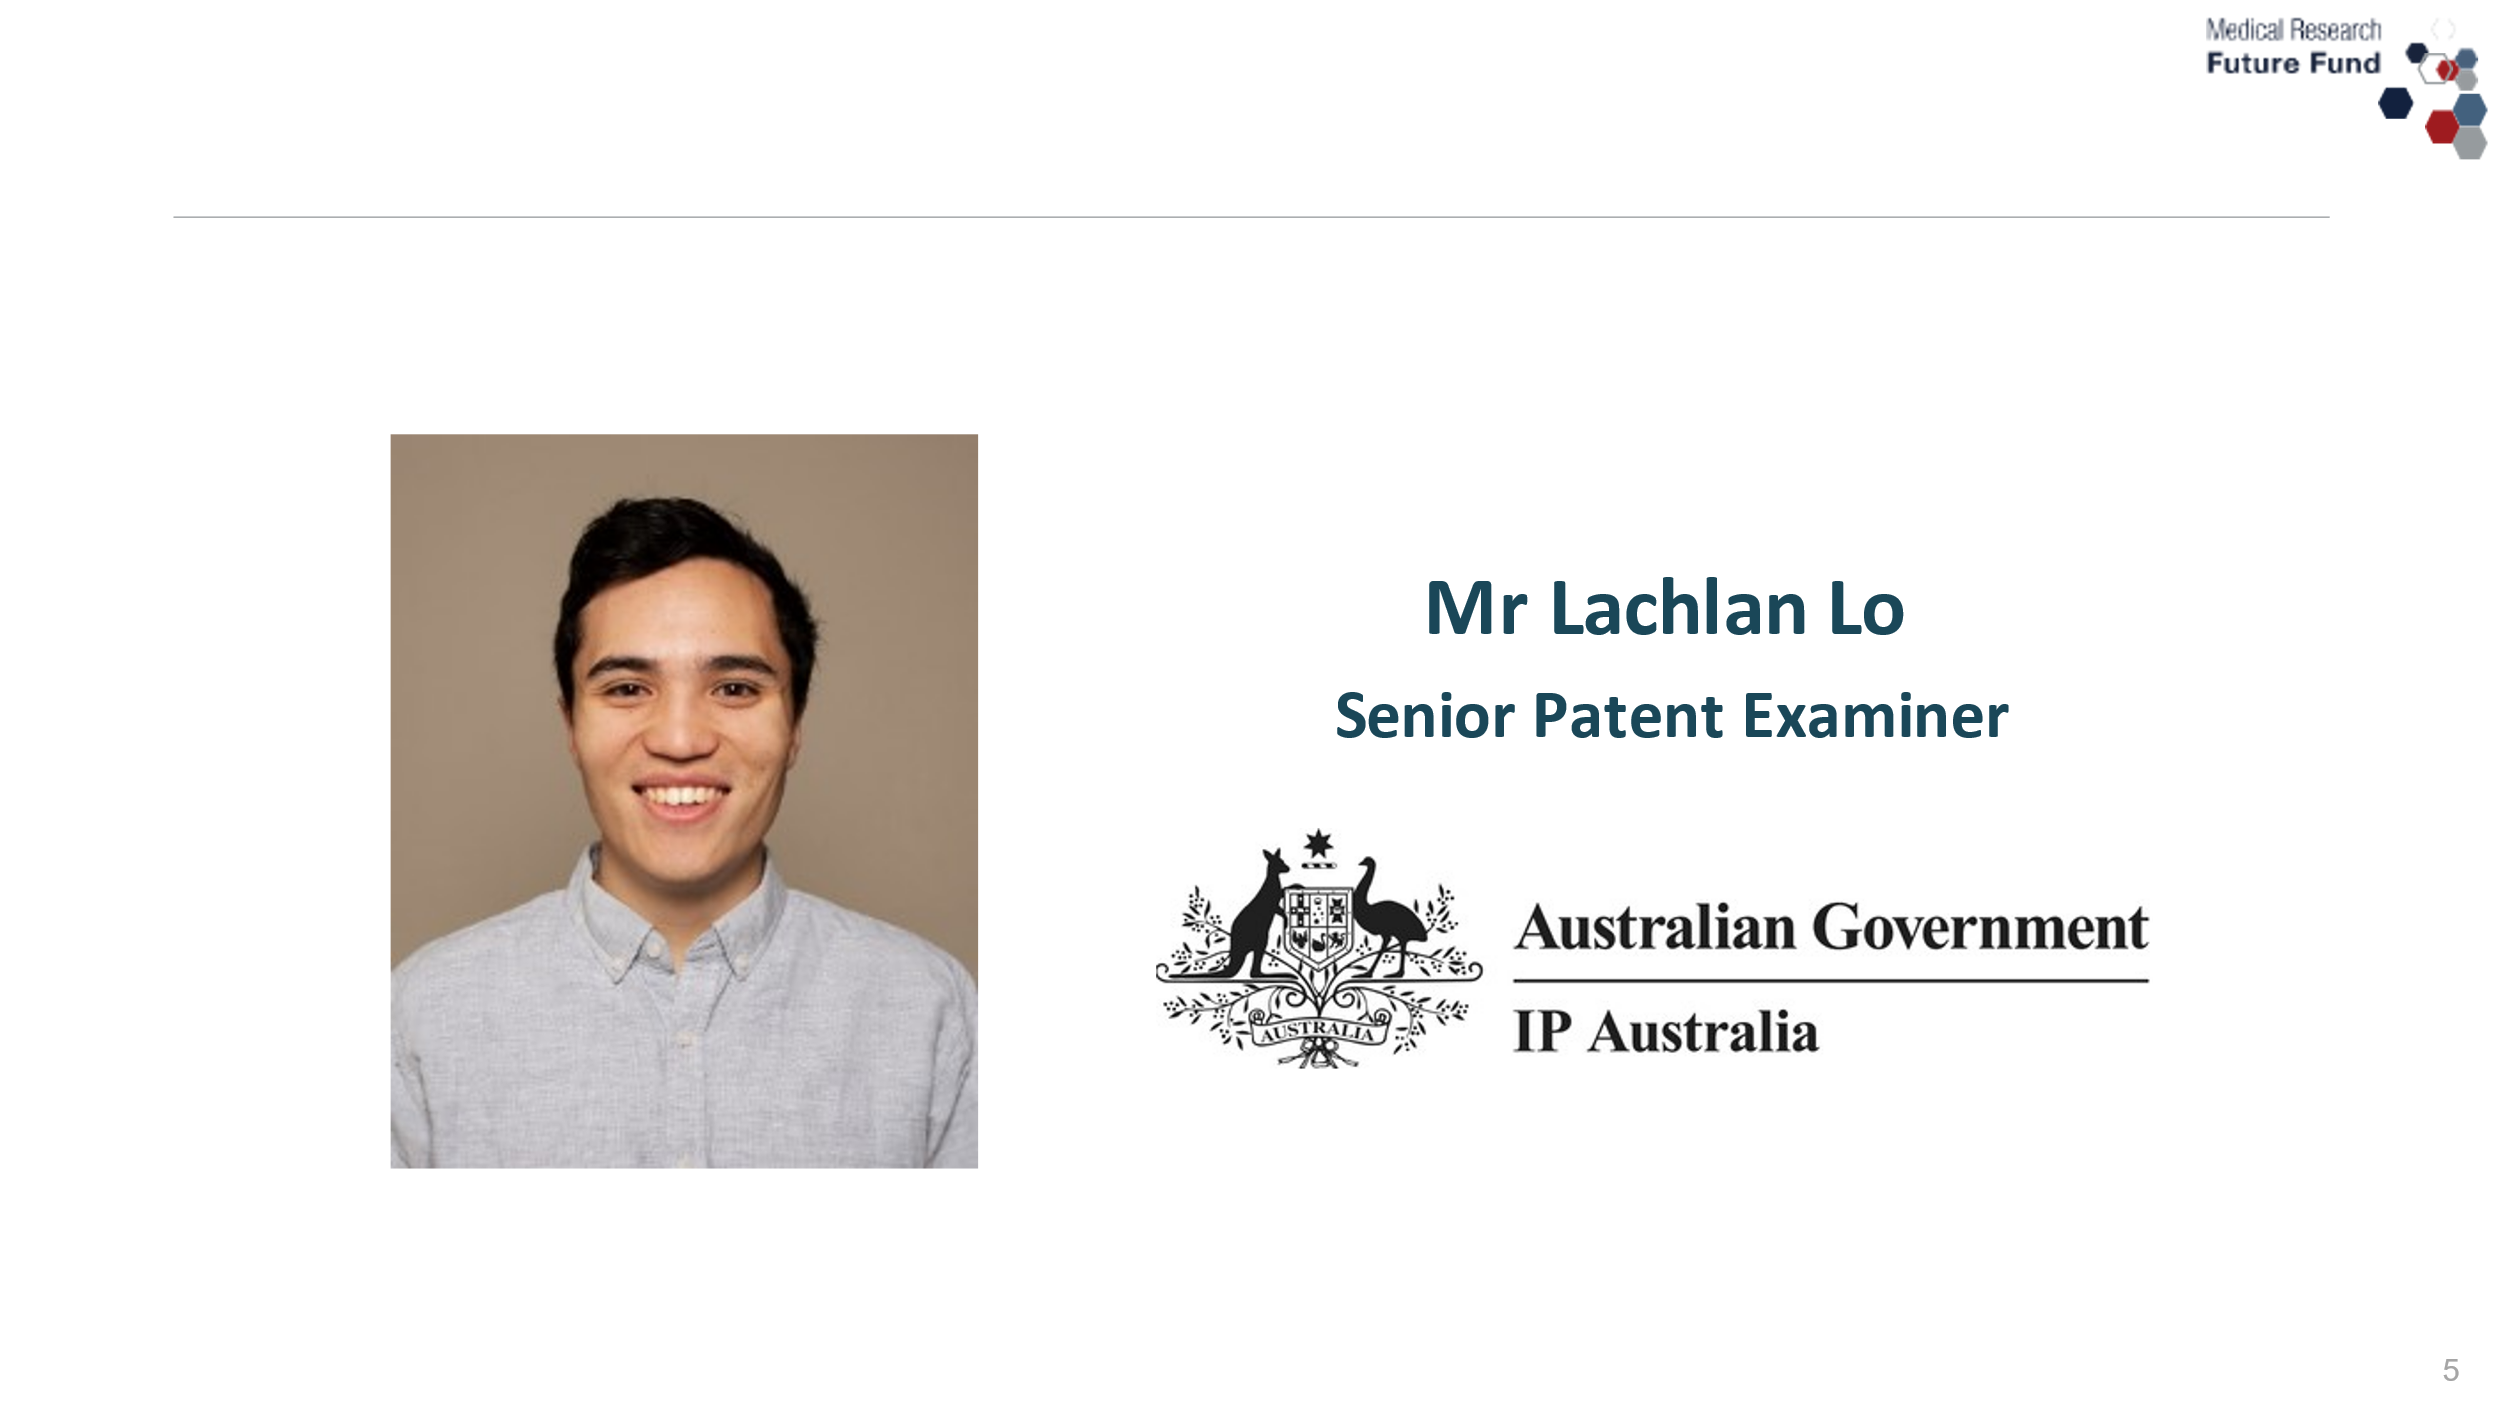 Medical Research
Future Fund
Mr Lachlan Lo
Senior Patent Examiner
AUSTRALIA
Australian Government
IP Australia
5